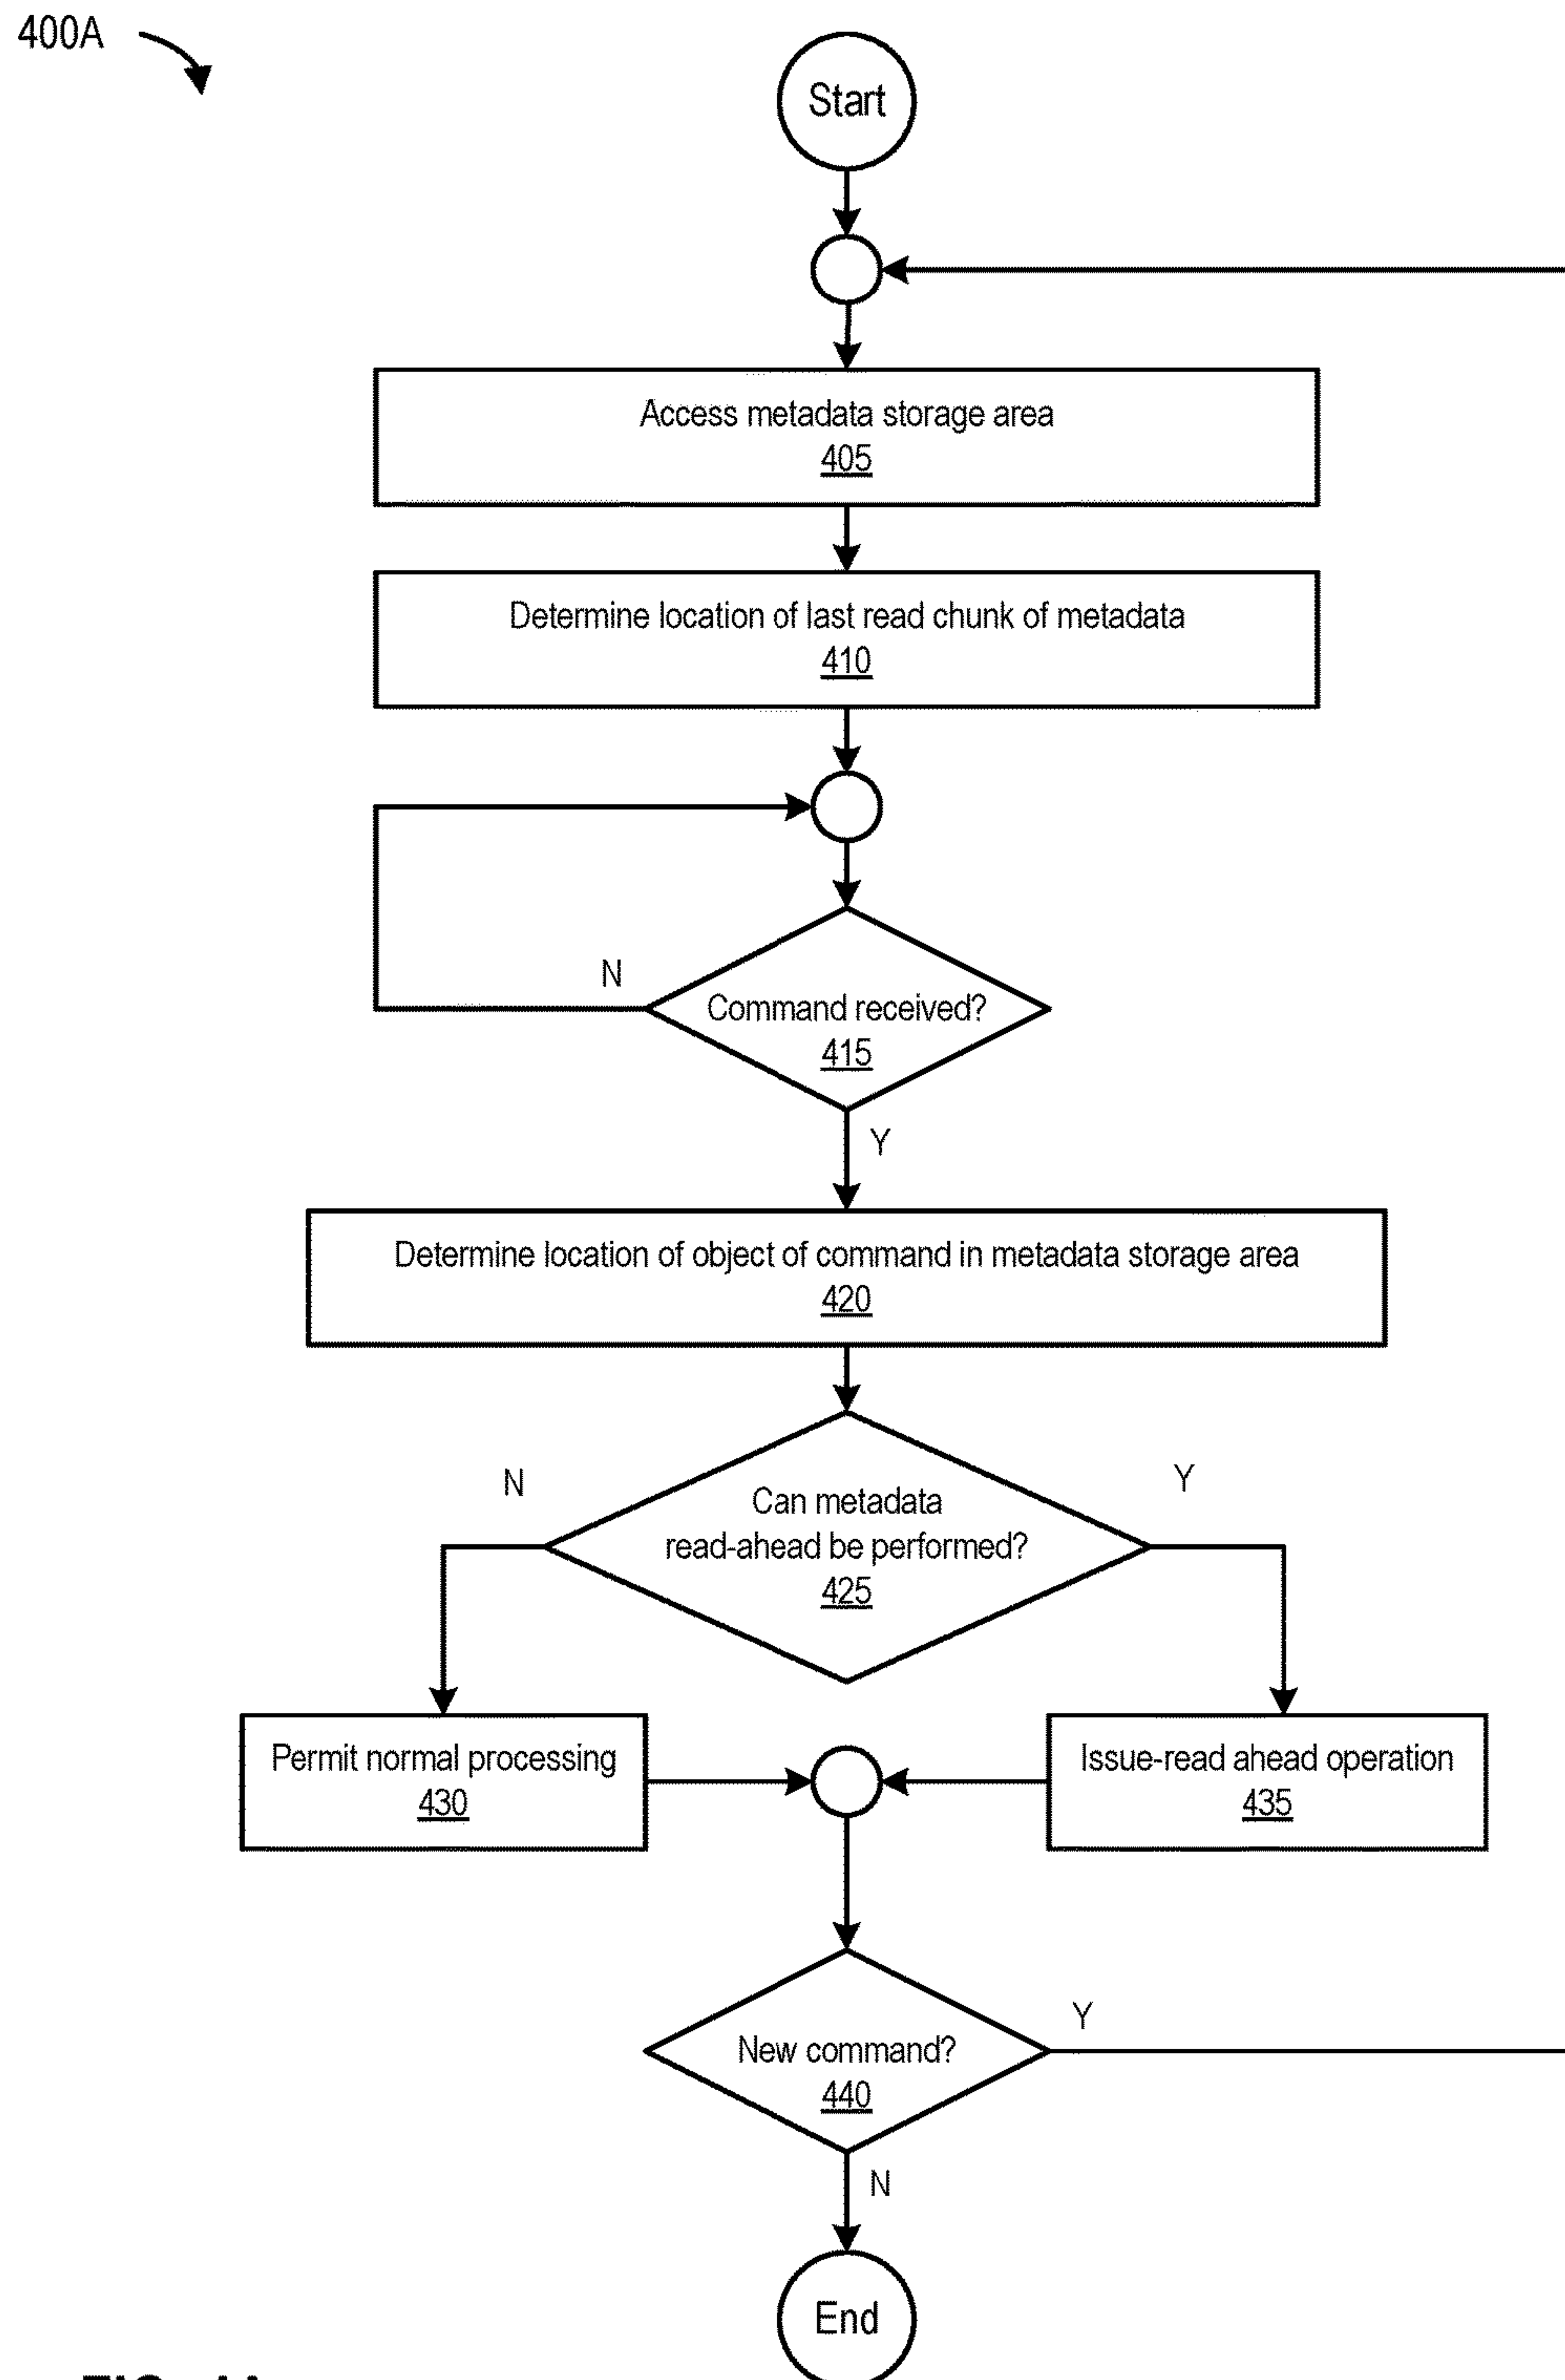 400A
Start
Access metadata storage area
405
Determine location of last read chunk of metadata
410
N
Command received?
415
Y
Determine location of object of command in metadata storage area
420
N
Y
Can metadata
read-ahead be performed?
425
Permit normal processing
430
Issue-read ahead operation
435
Y
New command?
440
N
End